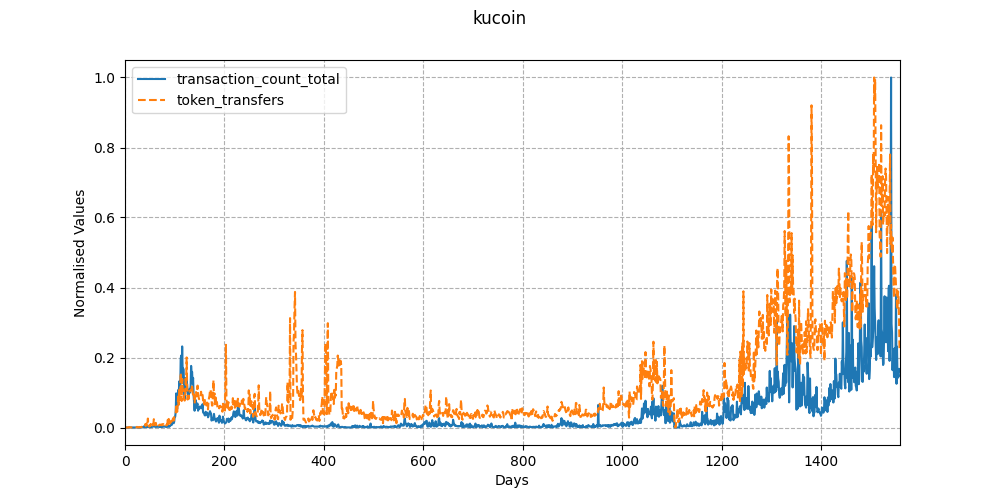 kucoin
transaction_count_total
token_transfers
Normalised Values
1.0
0.8
0.6
0.4
0.2
0.0
0 200 400 600 800 1000 1200 1400
Days